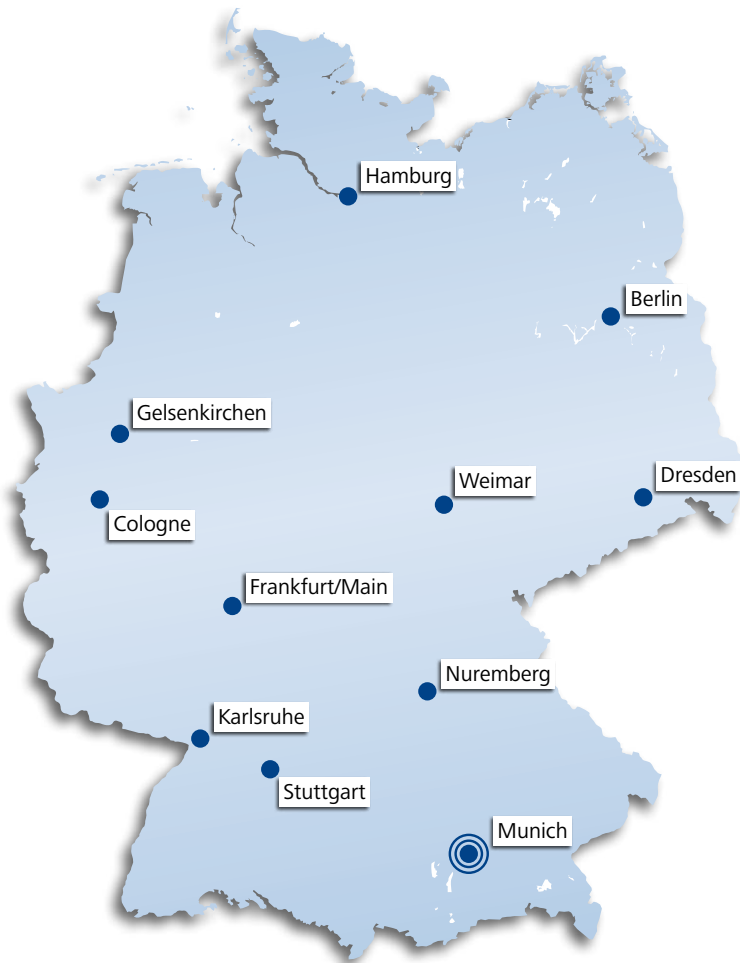 Hamburg
Berlin
Gelsenkirchen
Dresden
Weimar
Cologne
Frankfurt/Main
Nuremberg
Karlsruhe
Stuttgart
Munich